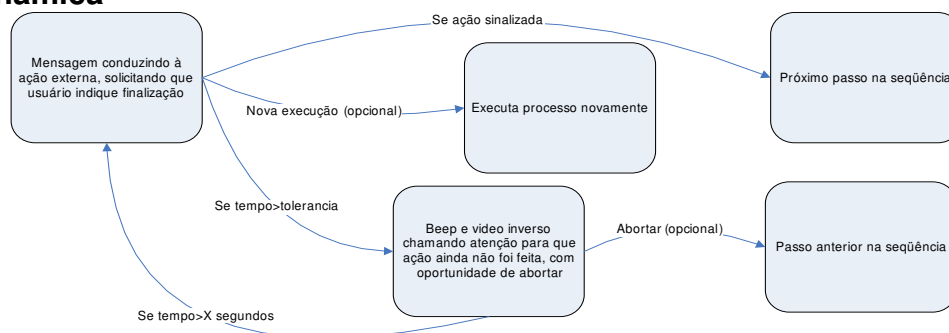 Se ação sinalizada
Mensagem conduzindo à
ação externa, solicitando que
usuário indique finalização
Nova execução (opcional)
Executa processo novamente
Próximo passo na seqüência
Se tempo>tolerancia
Beep e video inverso
chamando atenção para que
ação ainda não foi feita, com
oportunidade de abortar
Abortar (opcional)
Passo anterior na seqüência
Se tempo>X segundos